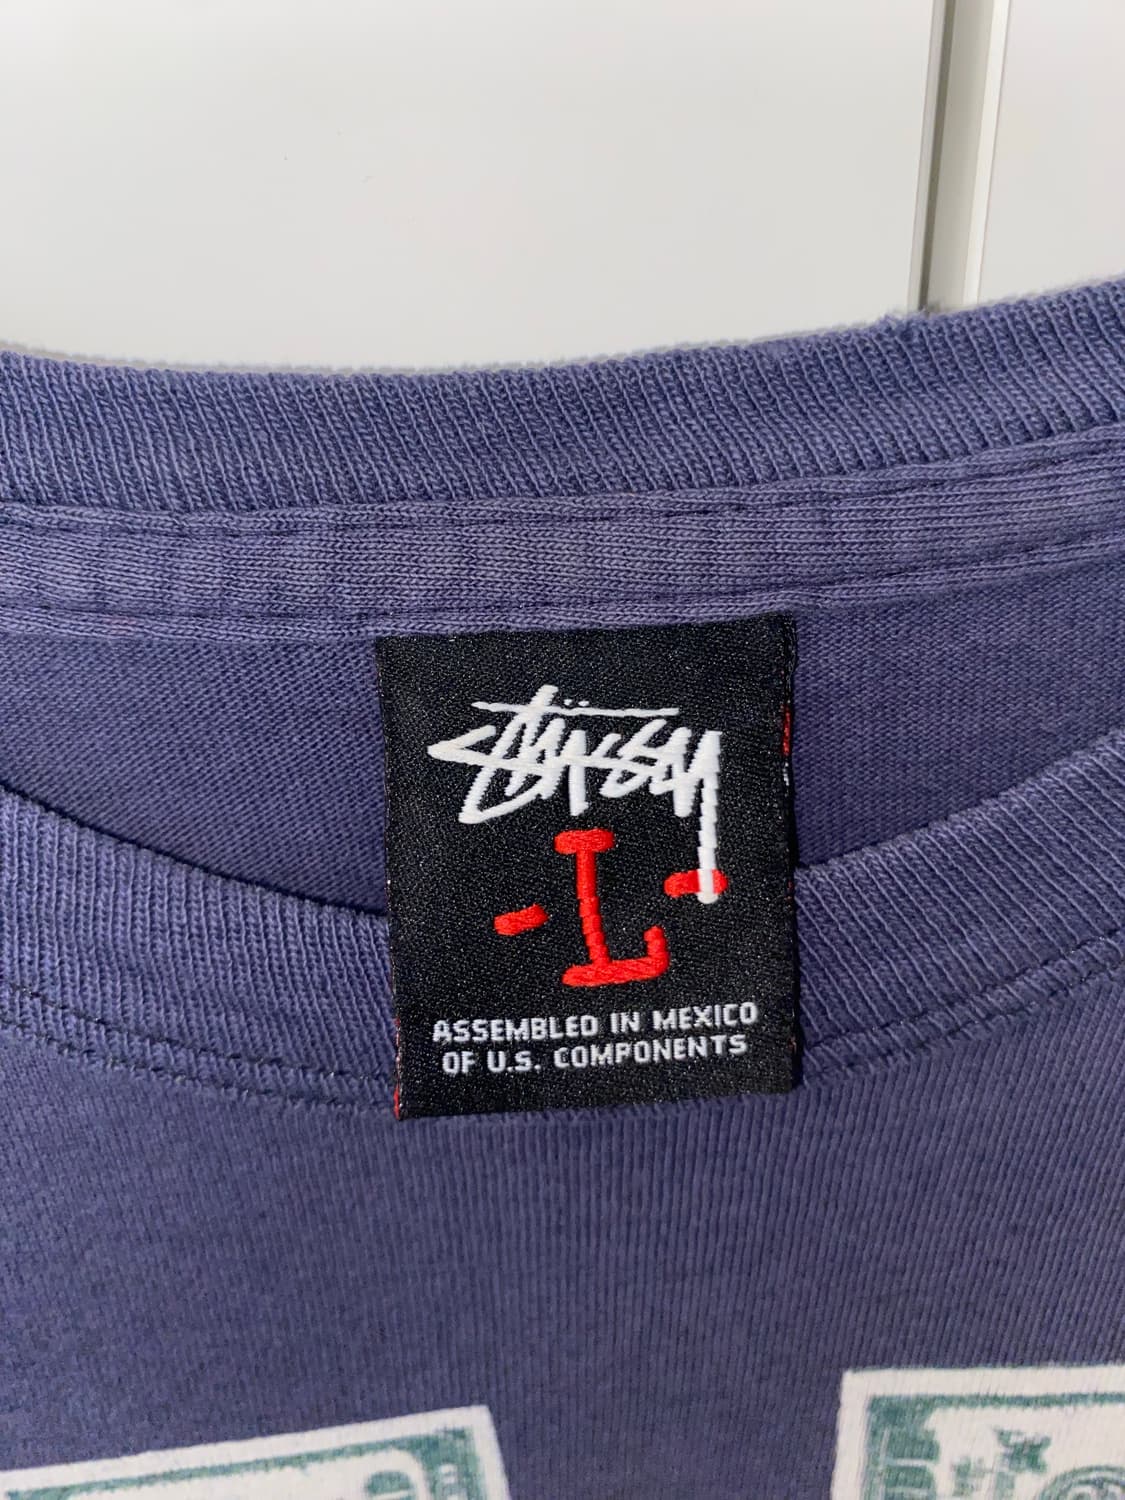 Stüssy
-L-
ASSEMBLED IN MEXICO
OF U.S. COMPONENTS